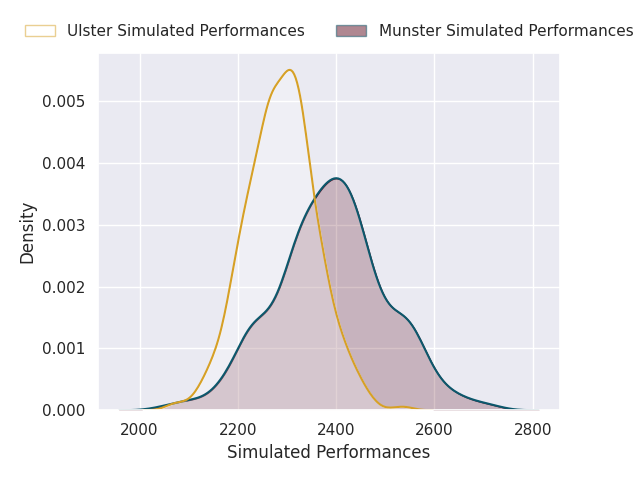 Ulster Simulated Performances
Munster Simulated Performances
Density
0.005
0.004
0.003
0.002
0.001
0.000
2000
2200
2400
2600
2800
Simulated Performances